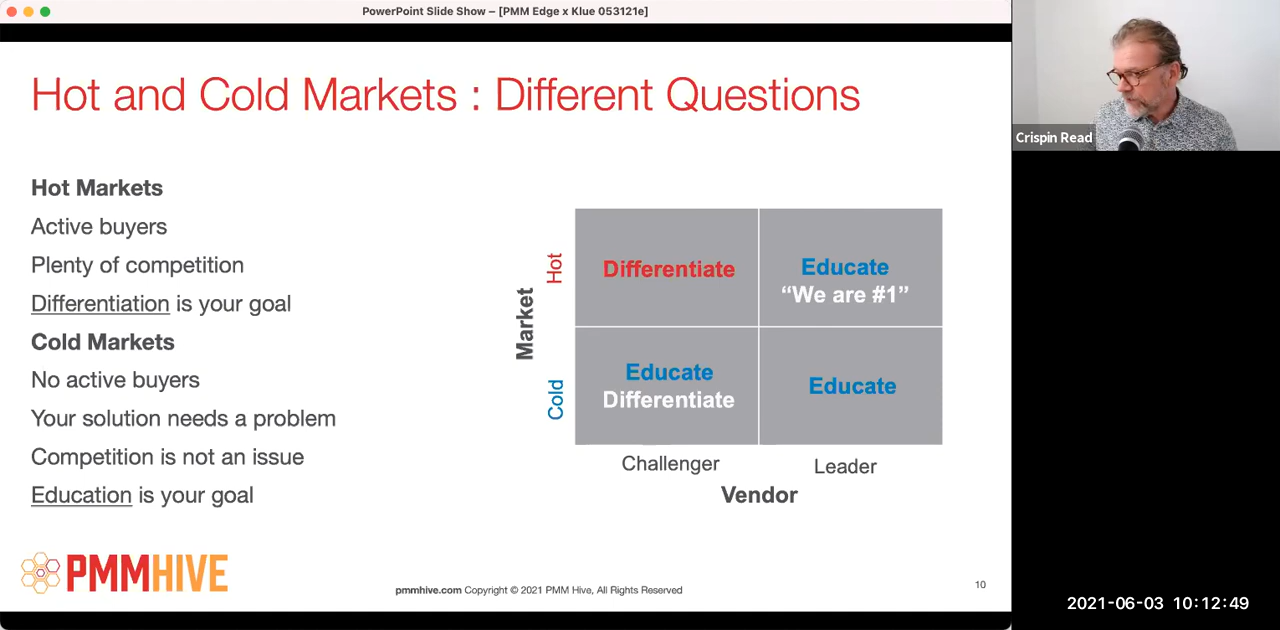 PowerPoint Slide Show – [PMM Edge x Klue 053121e]
Hot and Cold Markets : Different Questions
Hot Markets
Active buyers
Plenty of competition
Differentiation is your goal
Cold Markets
No active buyers
Your solution needs a problem
Competition is not an issue
Education is your goal
Market
Hot
Cold
Differentiate
Educate
“We are #1”
Educate
Differentiate
Educate
Challenger
Leader
Vendor
PMMHIVE
pmmhive.com Copyright © 2021 PMM Hive, All Rights Reserved
10
Crispin Read
2021-06-03 10:12:49